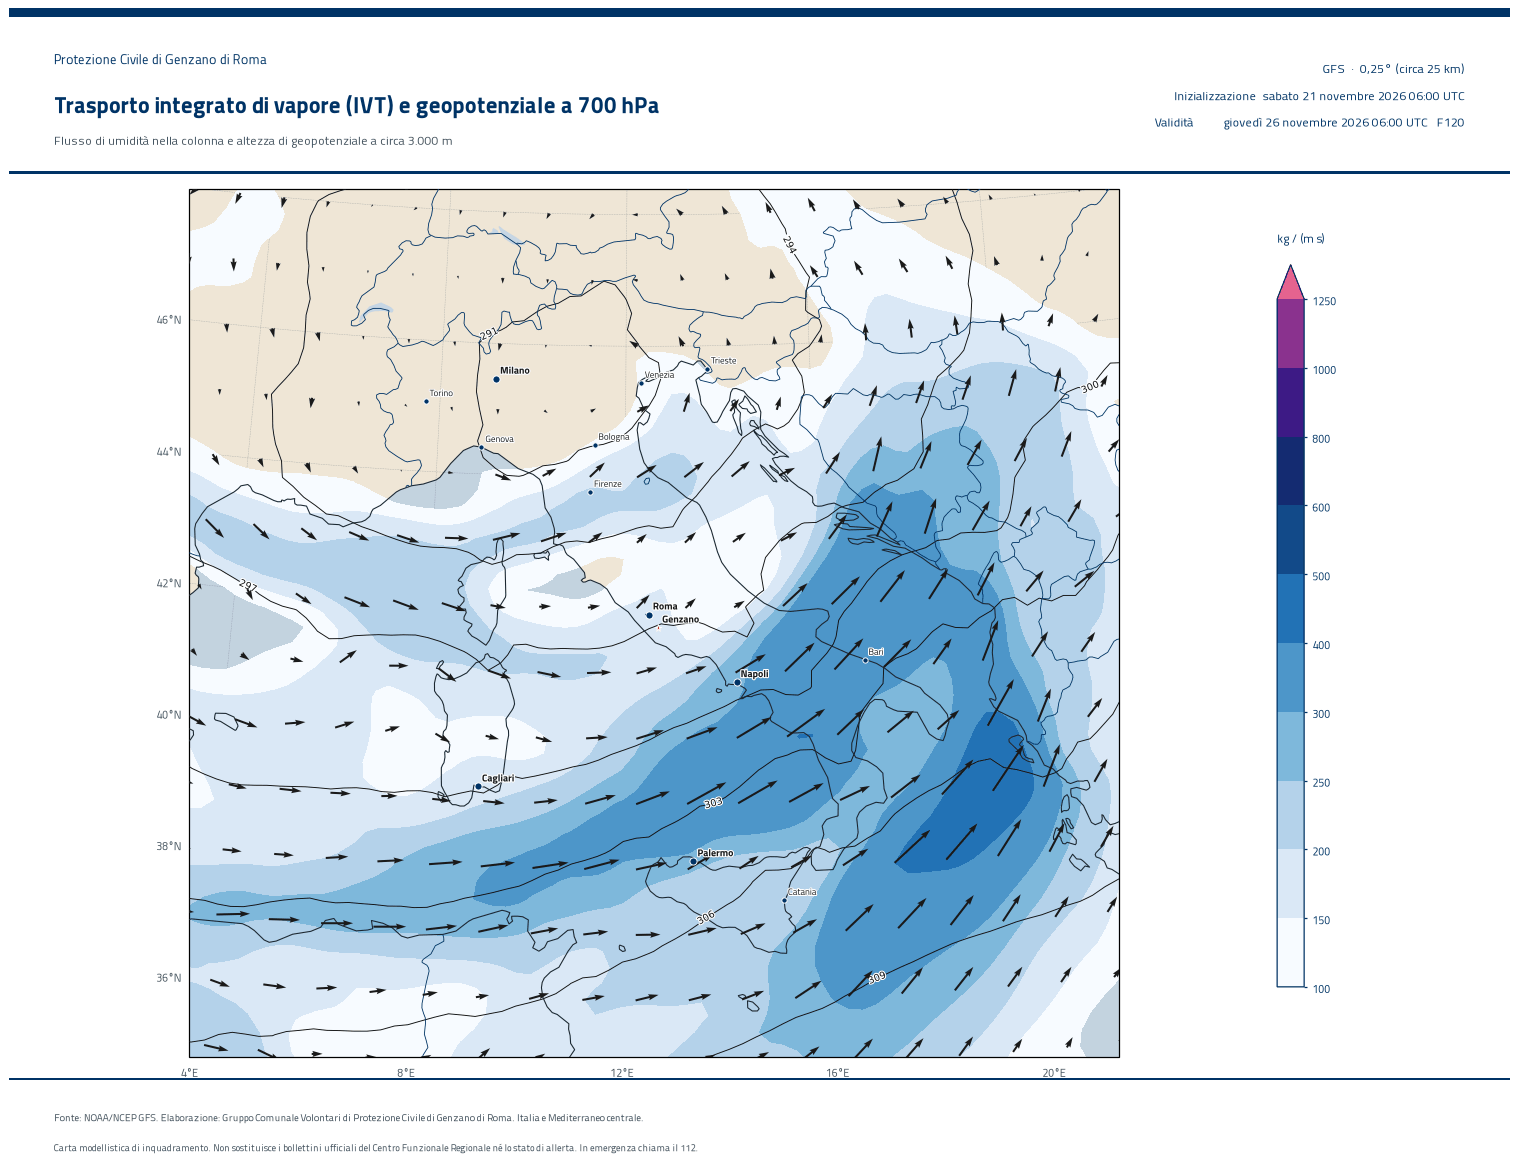 Protezione Civile di Genzano di Roma
Trasporto integrato di vapore (IVT) e geopotenziale a 700 hPa
Flusso di umidità nella colonna e altezza di geopotenziale a circa 3.000 m
GFS · 0,25° (circa 25 km)
Inizializzazione sabato 21 novembre 2026 06:00 UTC
Validità giovedì 26 novembre 2026 06:00 UTC F120
kg / (m s)
1250
1000
800
600
500
400
300
250
200
150
100
46°N
44°N
42°N
40°N
38°N
36°N
4°E
8°E
12°E
16°E
20°E
294
291
300
297
303
306
309
Milano
Torino
Trieste
Venezia
Genova
Bologna
Firenze
Roma
Genzano
Bari
Napoli
Cagliari
Palermo
Catania
Fonte: NOAA/NCEP GFS. Elaborazione: Gruppo Comunale Volontari di Protezione Civile di Genzano di Roma. Italia e Mediterraneo centrale.
Carta modellistica di inquadramento. Non sostituisce i bollettini ufficiali del Centro Funzionale Regionale né lo stato di allerta. In emergenza chiama il 112.